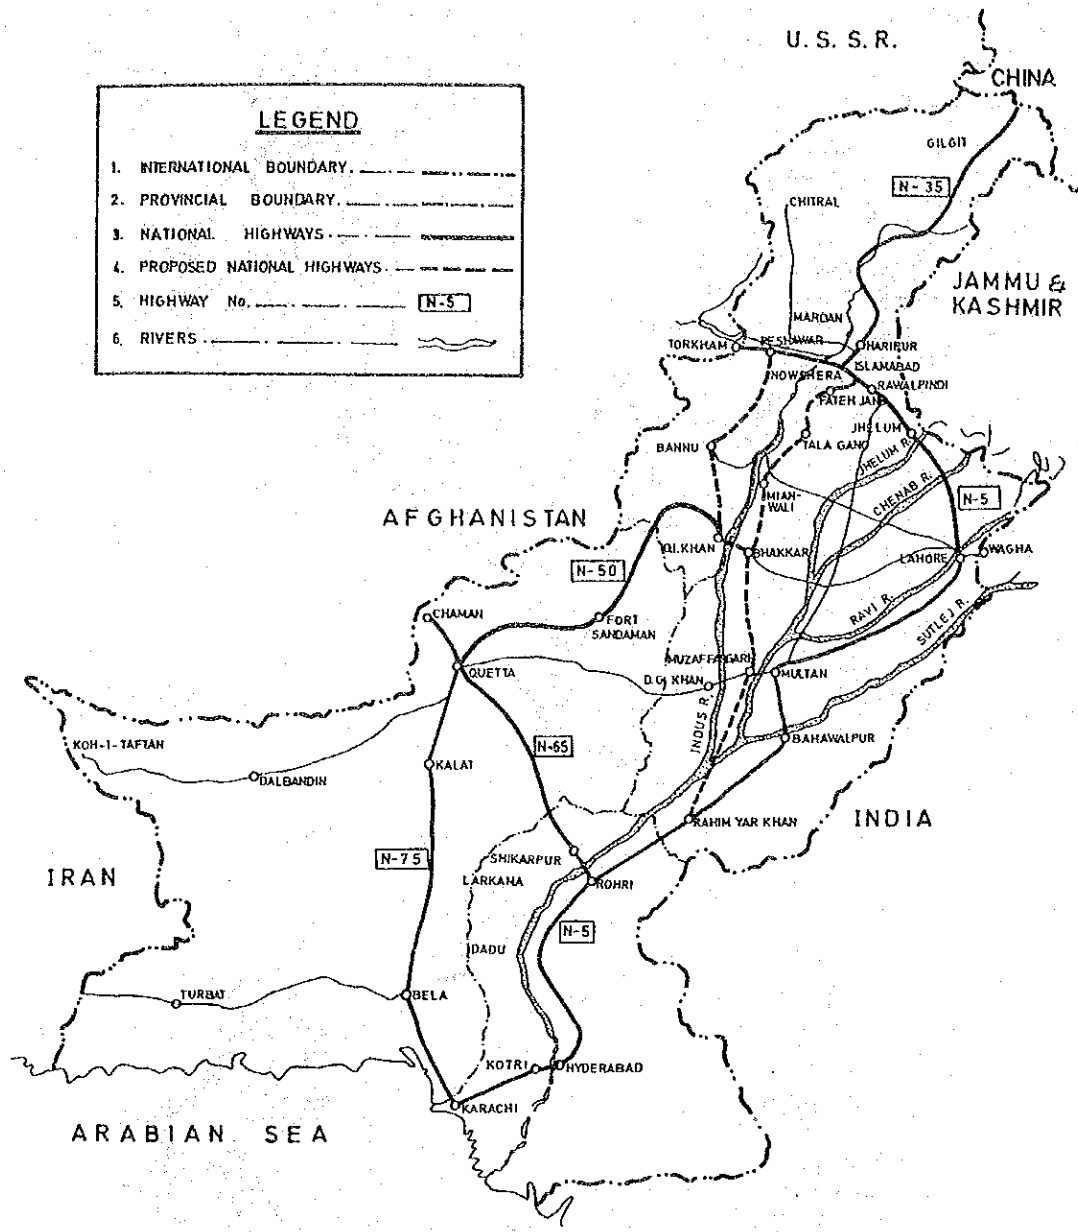 U. S. S. R.
CHINA
LEGEND
1. INTERNATIONAL BOUNDARY.
2. PROVINCIAL BOUNDARY.
3. NATIONAL HIGHWAYS
4. PROPOSED NATIONAL HIGHWAYS
5. HIGHWAY No. N-5
6. RIVERS
GILGIT
N-35
CHITRAL
JAMMU &
KASHMIR
MARDAN
TORKHAM
PESHAWAR
HARIPUR
ISLAMABAD
NOWSHERA
RAWALPINDI
FATEH JANG
JHELUM
BANNU
TALA GANG
JHELUM R.
CHENAB R.
MIAN-
WALI
N-5
AFGHANISTAN
D.I. KHAN
BHAKKAR
LAHORE
WAGHA
N-50
RAVI R.
SUTLEJ R.
CHAMAN
FORT
SANDAMAN
MUZAFFARGARH
QUETTA
D.G. KHAN
MULTAN
INDUS R.
KOH-I-TAFTAN
N-65
BAHAWALPUR
DALBANDIN
KALAT
RAHIM YAR KHAN
INDIA
N-75
SHIKARPUR
IRAN
LARKANA
ROHRI
N-5
DADU
TURBAT
BELA
KOTRI
HYDERABAD
KARACHI
ARABIAN SEA